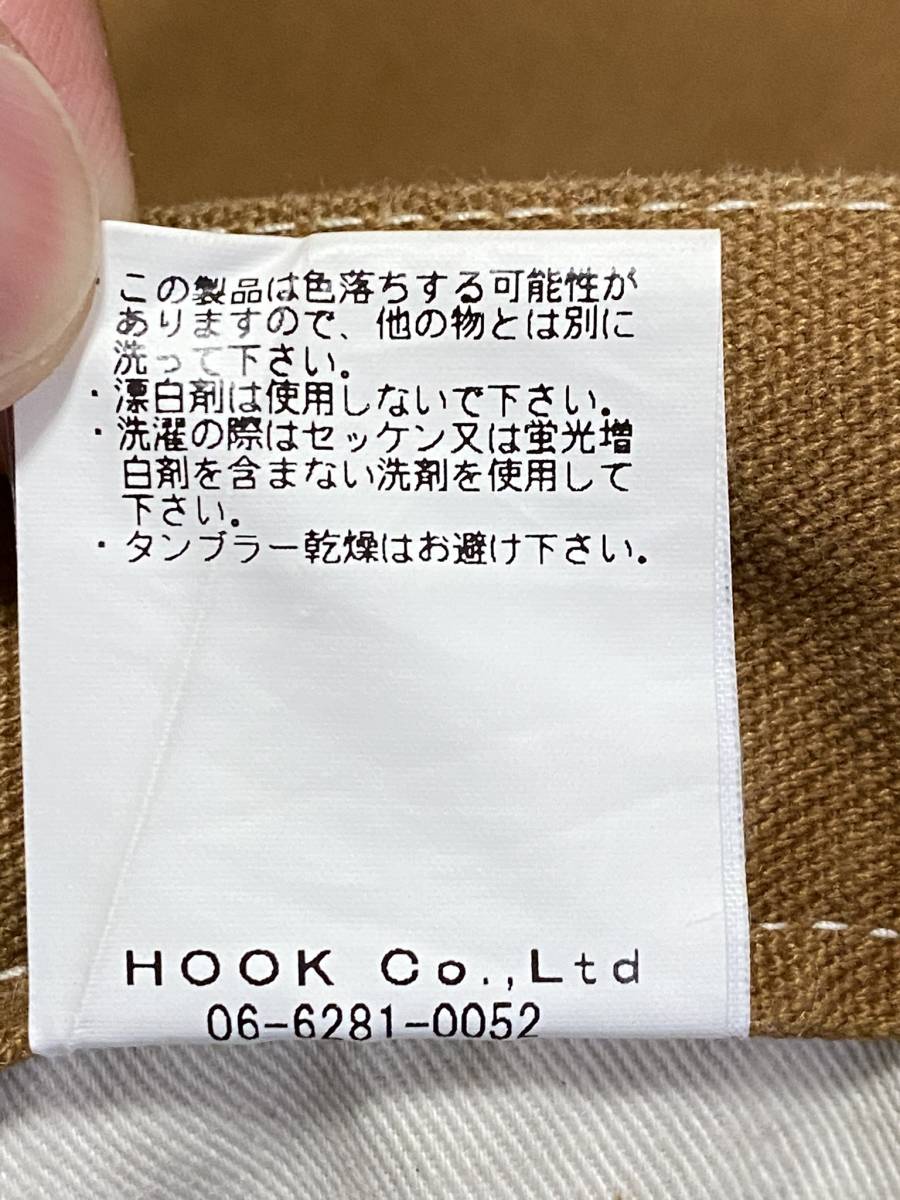 この製品は色落ちする可能性が
ありますので、他の物とは別に
洗って下さい。
・漂白剤は使用しないで下さい。
・洗濯の際はセッケン又は蛍光増
白剤を含まない洗剤を使用して
下さい。
・タンブラー乾燥はお避け下さい。
HOOK Co.,Ltd
06-6281-0052